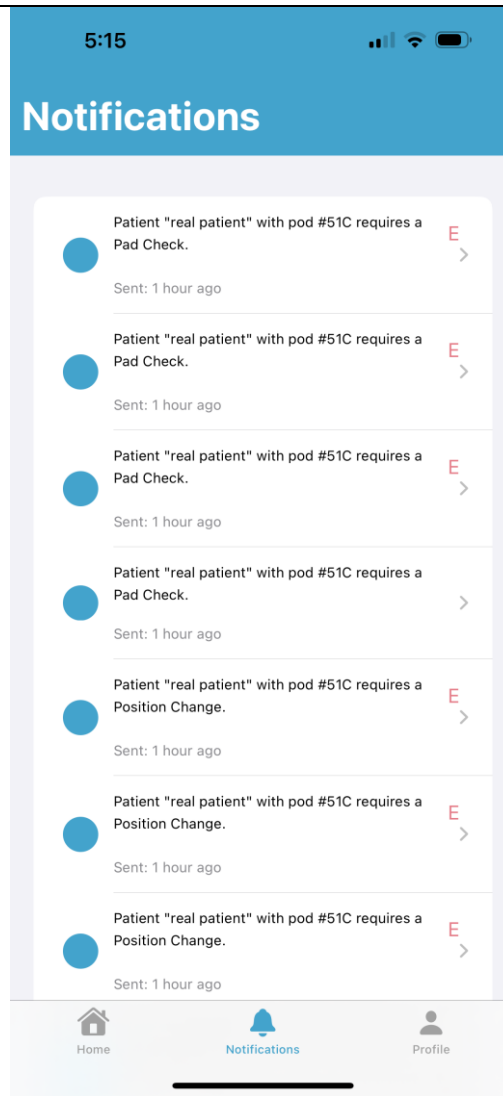 5:15
Notifications
Patient "real patient" with pod #51C requires a
Pad Check.
E
Sent: 1 hour ago
Patient "real patient" with pod #51C requires a
Pad Check.
E
Sent: 1 hour ago
Patient "real patient" with pod #51C requires a
Pad Check.
E
Sent: 1 hour ago
Patient "real patient" with pod #51C requires a
Pad Check.
Sent: 1 hour ago
Patient "real patient" with pod #51C requires a
Position Change.
E
Sent: 1 hour ago
Patient "real patient" with pod #51C requires a
Position Change.
E
Sent: 1 hour ago
Patient "real patient" with pod #51C requires a
Position Change.
E
Sent: 1 hour ago
Home
Notifications
Profile